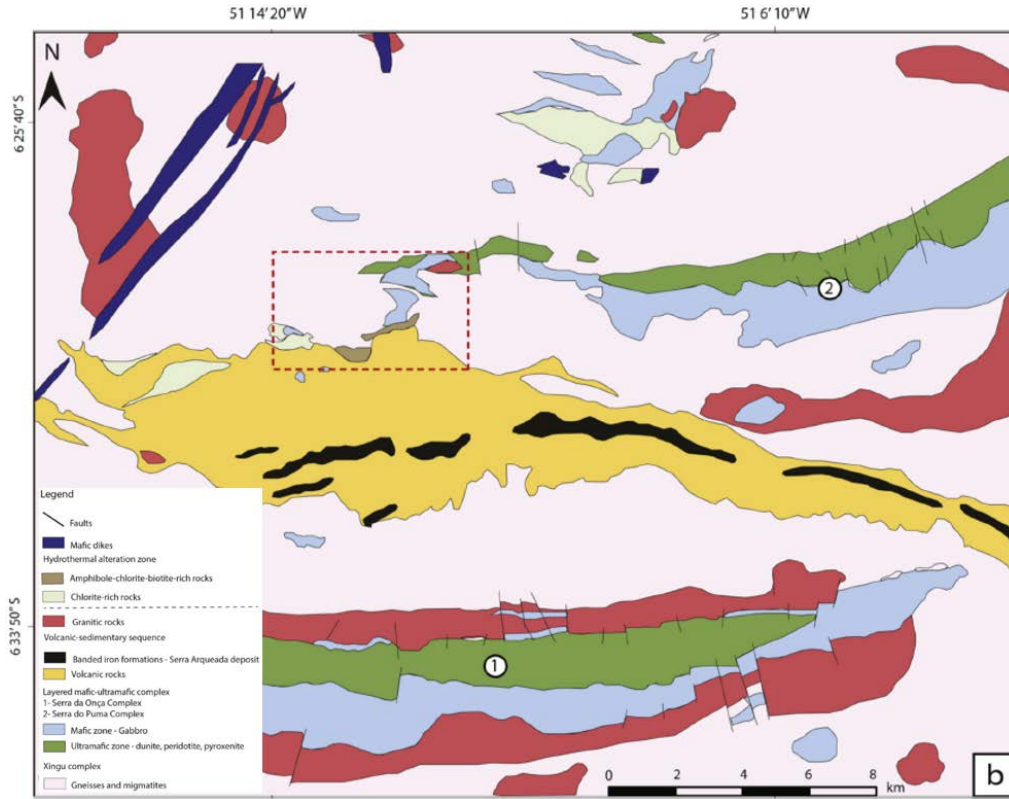 51 14'20"W
51 6'10"W
N
6 25'40" S
2
6 33'50" S
1
Legend
Faults
Mafic dikes
Hydrothermal alteration zone
Amphibole-chlorite-biotite-rich rocks
Chlorite-rich rocks
Granitic rocks
Volcanic-sedimentary sequence
Banded iron formations - Serra Arqueada deposit
Volcanic rocks
Layered mafic-ultramafic complex
1- Serra da Onça Complex
2- Serra do Puma Complex
Mafic zone - Gabbro
Ultramafic zone - dunite, peridotite, pyroxenite
Xingu complex
Gneisses and migmatites
0 2 4 6 8
km
b